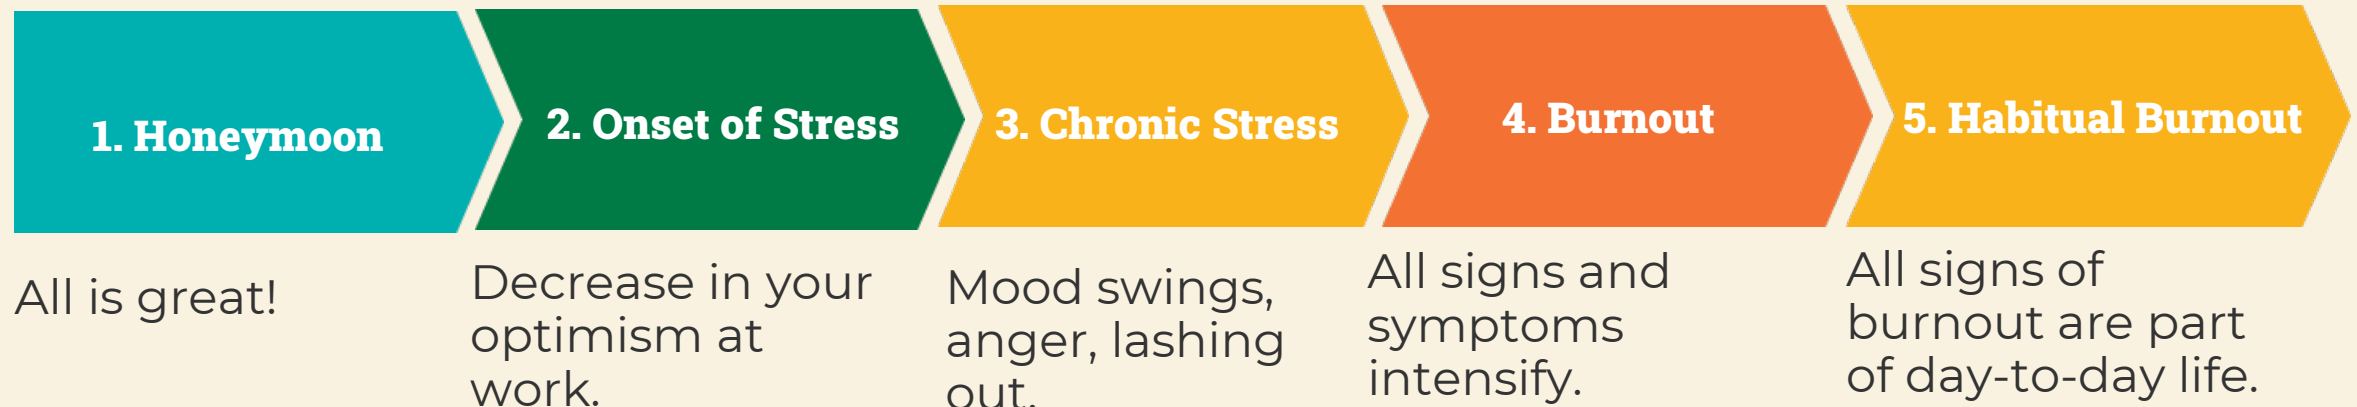 1. Honeymoon
All is great!
2. Onset of Stress
Decrease in your
optimism at
work.
3. Chronic Stress
Mood swings,
anger, lashing
out.
4. Burnout
All signs and
symptoms
intensify.
5. Habitual Burnout
All signs of
burnout are part
of day-to-day life.